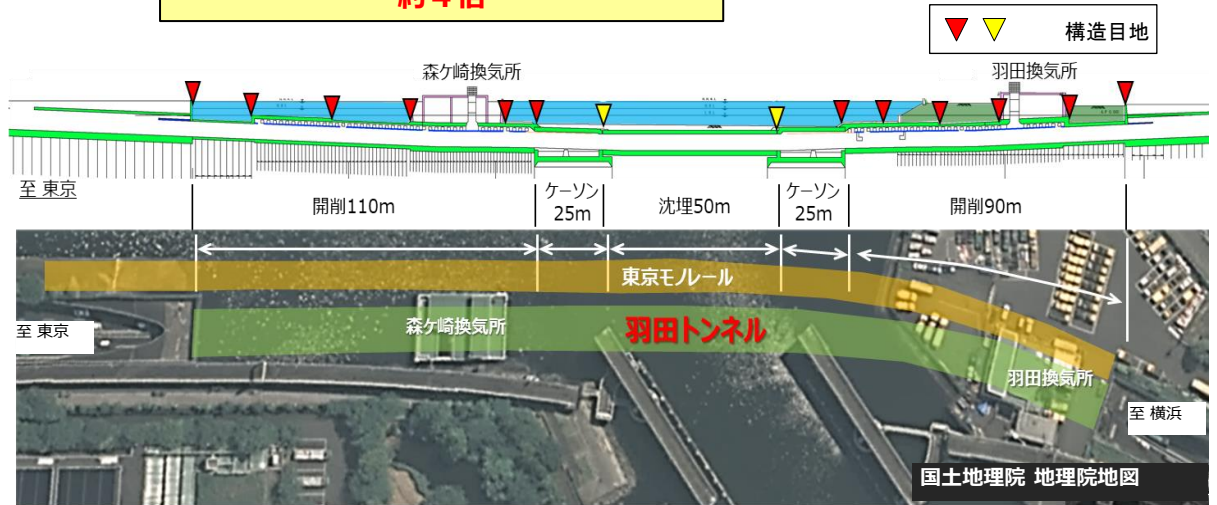 約4倍
構造目地
森ケ崎換気所
羽田換気所
至 東京
開削110m
ケーソン
25m
沈埋50m
ケーソン
25m
開削90m
東京モノレール
至 東京
森ケ崎換気所
羽田トンネル
羽田換気所
至 横浜
国土地理院 地理院地図